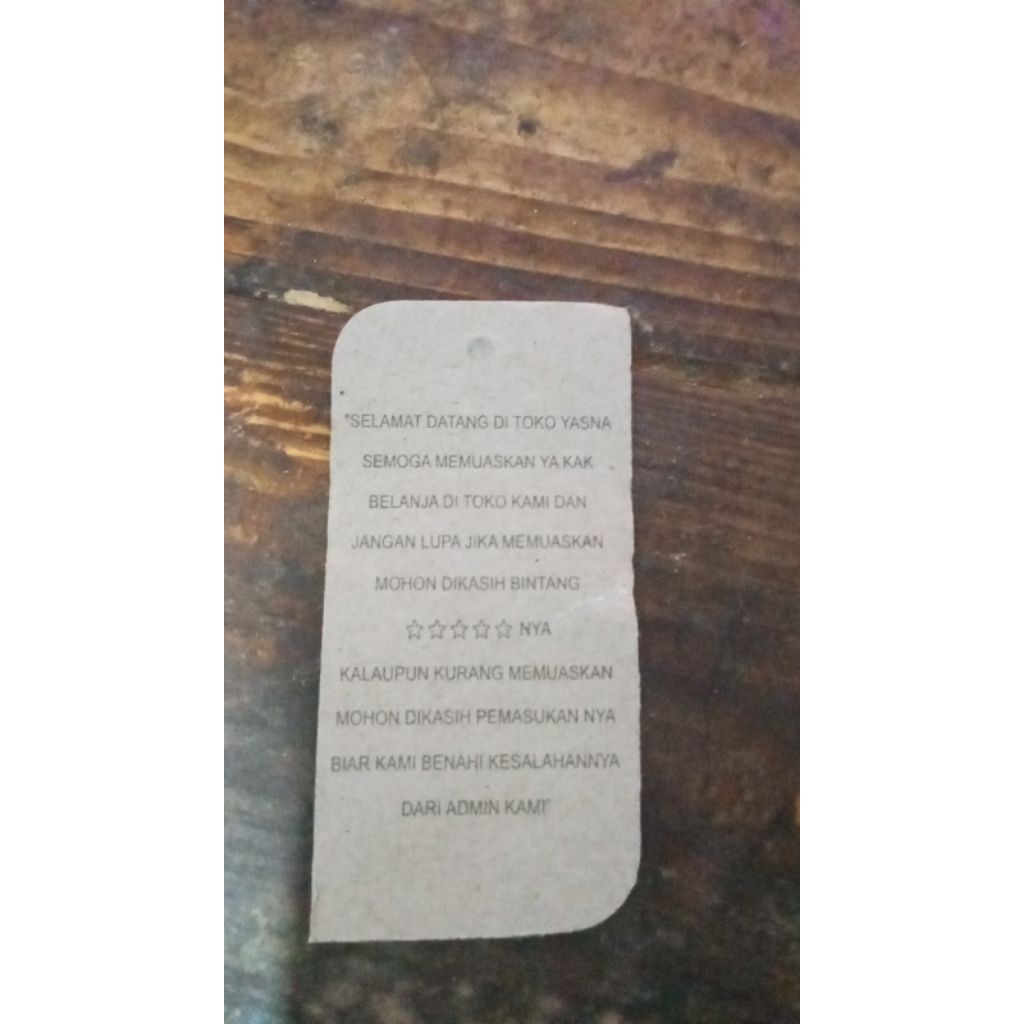 "SELAMAT DATANG DI TOKO YASNA
SEMOGA MEMUASKAN YA KAK
BELANJA DI TOKO KAMI DAN
JANGAN LUPA JIKA MEMUASKAN
MOHON DIKASIH BINTANG
☆☆☆☆☆ NYA
KALAUPUN KURANG MEMUASKAN
MOHON DIKASIH PEMASUKAN NYA
BIAR KAMI BENAHI KESALAHANNYA
DARI ADMIN KAMI"